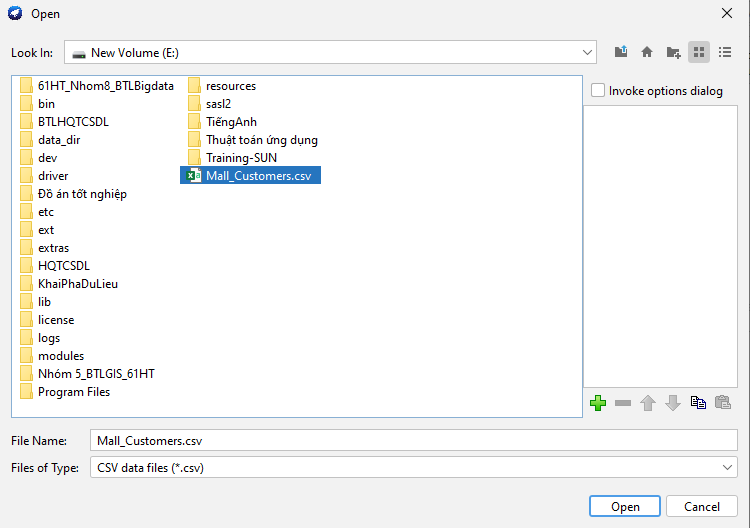 Open
Look In:
New Volume (E:)
61HT_Nhom8_BTLBigdata
bin
BTLHQTCSDL
data_dir
dev
driver
Đồ án tốt nghiệp
etc
ext
extras
HQTCSDL
KhaiPhaDuLieu
lib
license
logs
modules
Nhóm 5_BTLGIS_61HT
Program Files
resources
sasl2
TiếngAnh
Thuật toán ứng dụng
Training-SUN
Mall_Customers.csv
Invoke options dialog
File Name:
Mall_Customers.csv
Files of Type:
CSV data files (*.csv)
Open
Cancel